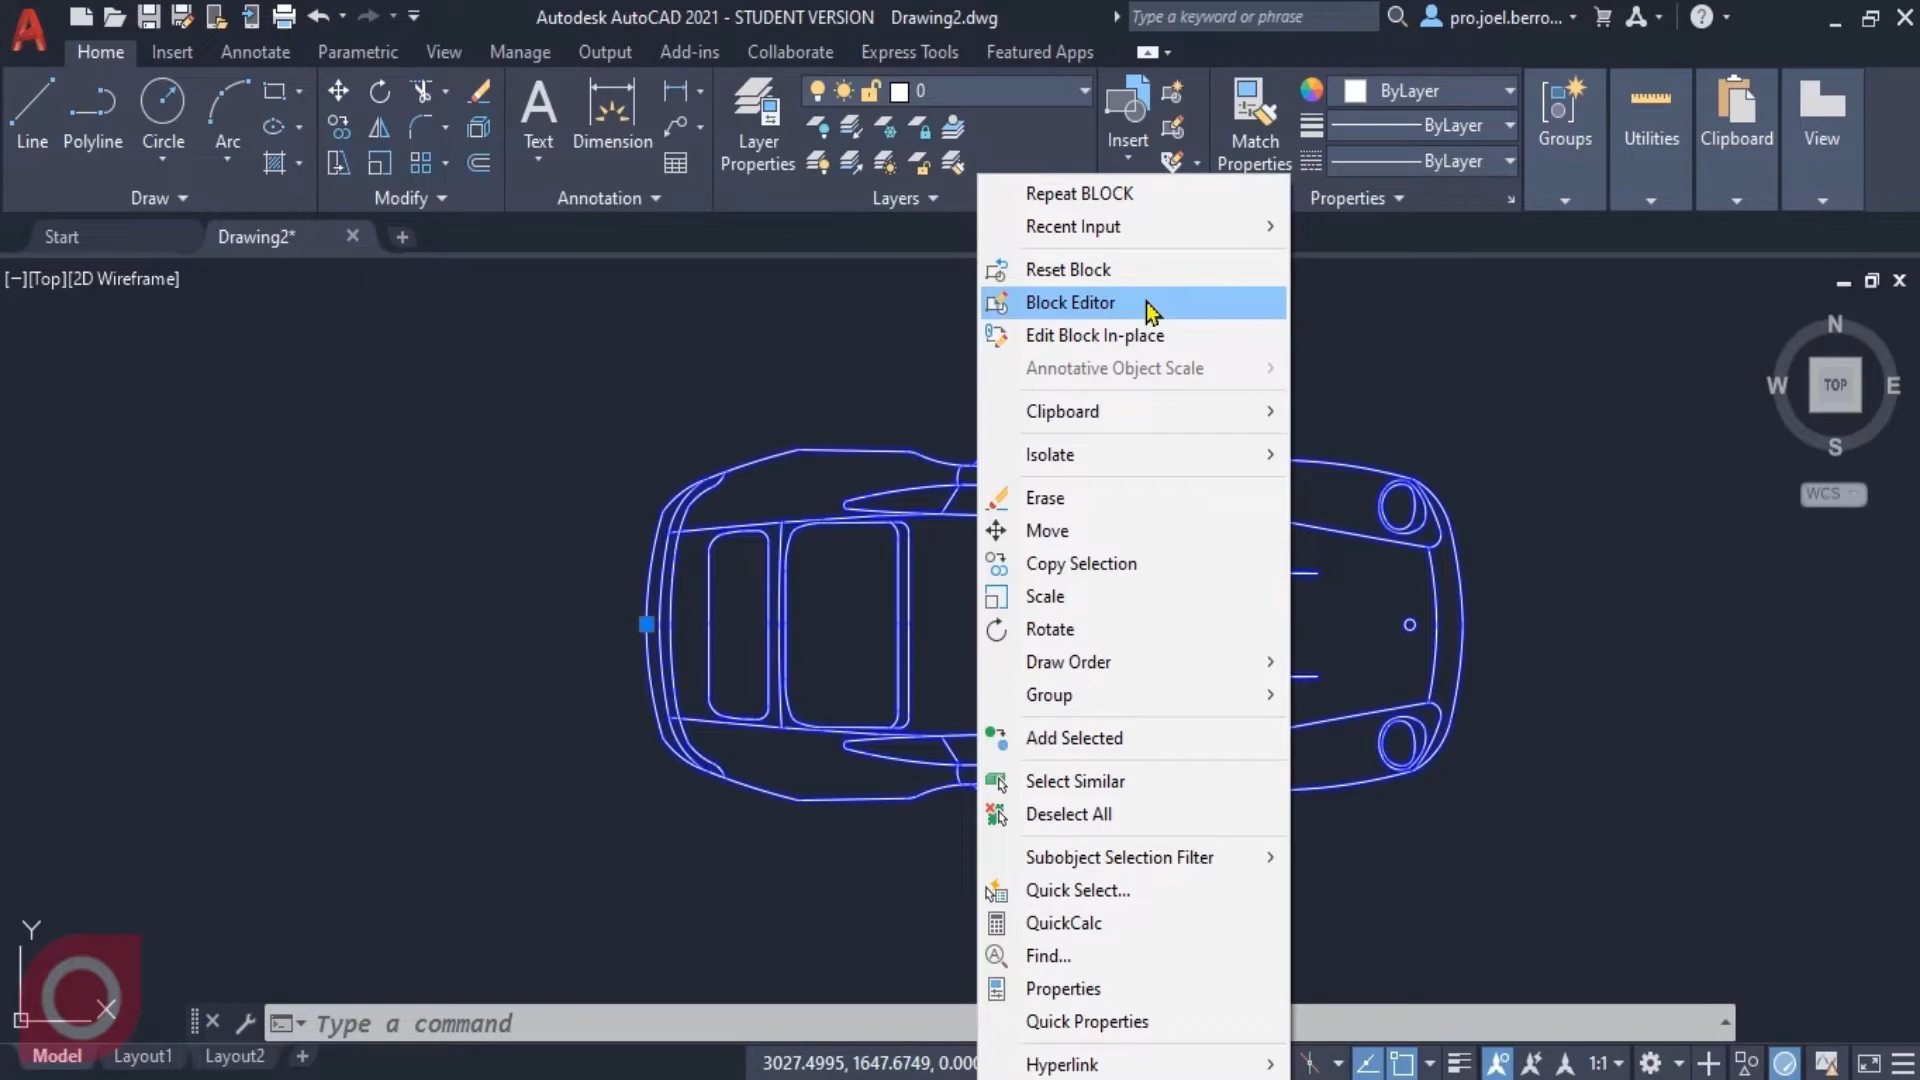 Autodesk AutoCAD 2021 - STUDENT VERSION Drawing2.dwg
Type a keyword or phrase
pro.joel.berro...
Home Insert Annotate Parametric View Manage Output Add-ins Collaborate Express Tools Featured Apps
Line
Polyline
Circle
Arc
Draw
Modify
Text
Dimension
Annotation
Layer
Properties
0
Layers
Insert
Match
Properties
ByLayer
ByLayer
ByLayer
Properties
Groups
Utilities
Clipboard
View
Start
Drawing2*
[−][Top][2D Wireframe]
Repeat BLOCK
Recent Input
Reset Block
Block Editor
Edit Block In-place
Annotative Object Scale
Clipboard
Isolate
Erase
Move
Copy Selection
Scale
Rotate
Draw Order
Group
Add Selected
Select Similar
Deselect All
Subobject Selection Filter
Quick Select...
QuickCalc
Find...
Properties
Quick Properties
Hyperlink
N
W
TOP
E
S
WCS
Y
X
Type a command
Model Layout1 Layout2
3027.4995, 1647.6749, 0.000
1:1